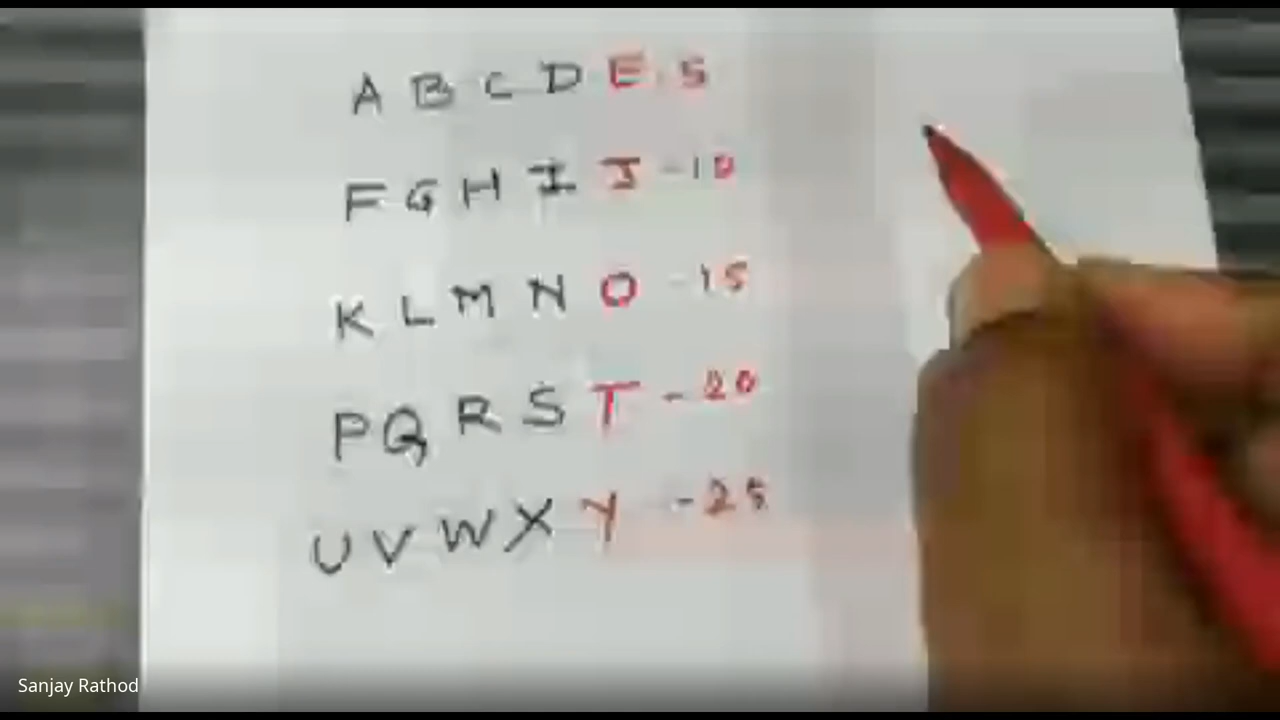 A B C D E . 5
F G H I J - 10
K L M N O - 15
P Q R S T - 20
U V W X Y - 25
Sanjay Rathod